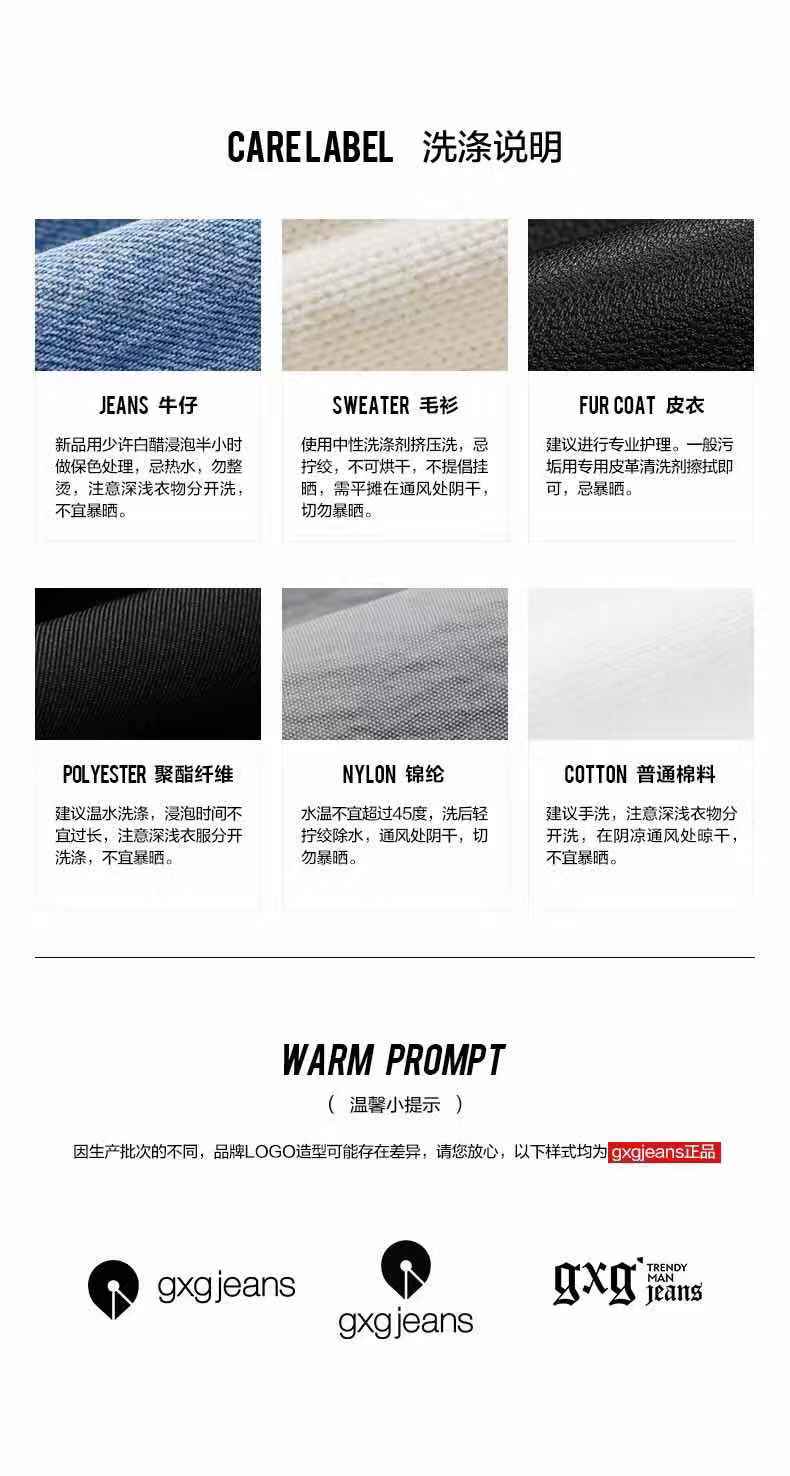 CARE LABEL 洗涤说明
JEANS 牛仔
新品用少许白醋浸泡半小时
做保色处理，忌热水，勿整
烫，注意深浅衣物分开洗，
不宜暴晒。
SWEATER 毛衫
使用中性洗涤剂挤压洗，忌
拧绞，不可烘干，不提倡挂
晒，需平摊在通风处阴干，
切勿暴晒。
FUR COAT 皮衣
建议进行专业护理。一般污
垢用专用皮革清洗剂擦拭即
可，忌暴晒。
POLYESTER 聚酯纤维
建议温水洗涤，浸泡时间不
宜过长，注意深浅衣服分开
洗涤，不宜暴晒。
NYLON 锦纶
水温不宜超过45度，洗后轻
拧绞除水，通风处阴干，切
勿暴晒。
COTTON 普通棉料
建议手洗，注意深浅衣物分
开洗，在阴凉通风处晾干，
不宜暴晒。
WARM PROMPT
（ 温馨小提示 ）
因生产批次的不同，品牌LOGO造型可能存在差异，请您放心，以下样式均为 gxgjeans正品
gxgjeans
gxgjeans
gxg TRENDY
MAN
jeans